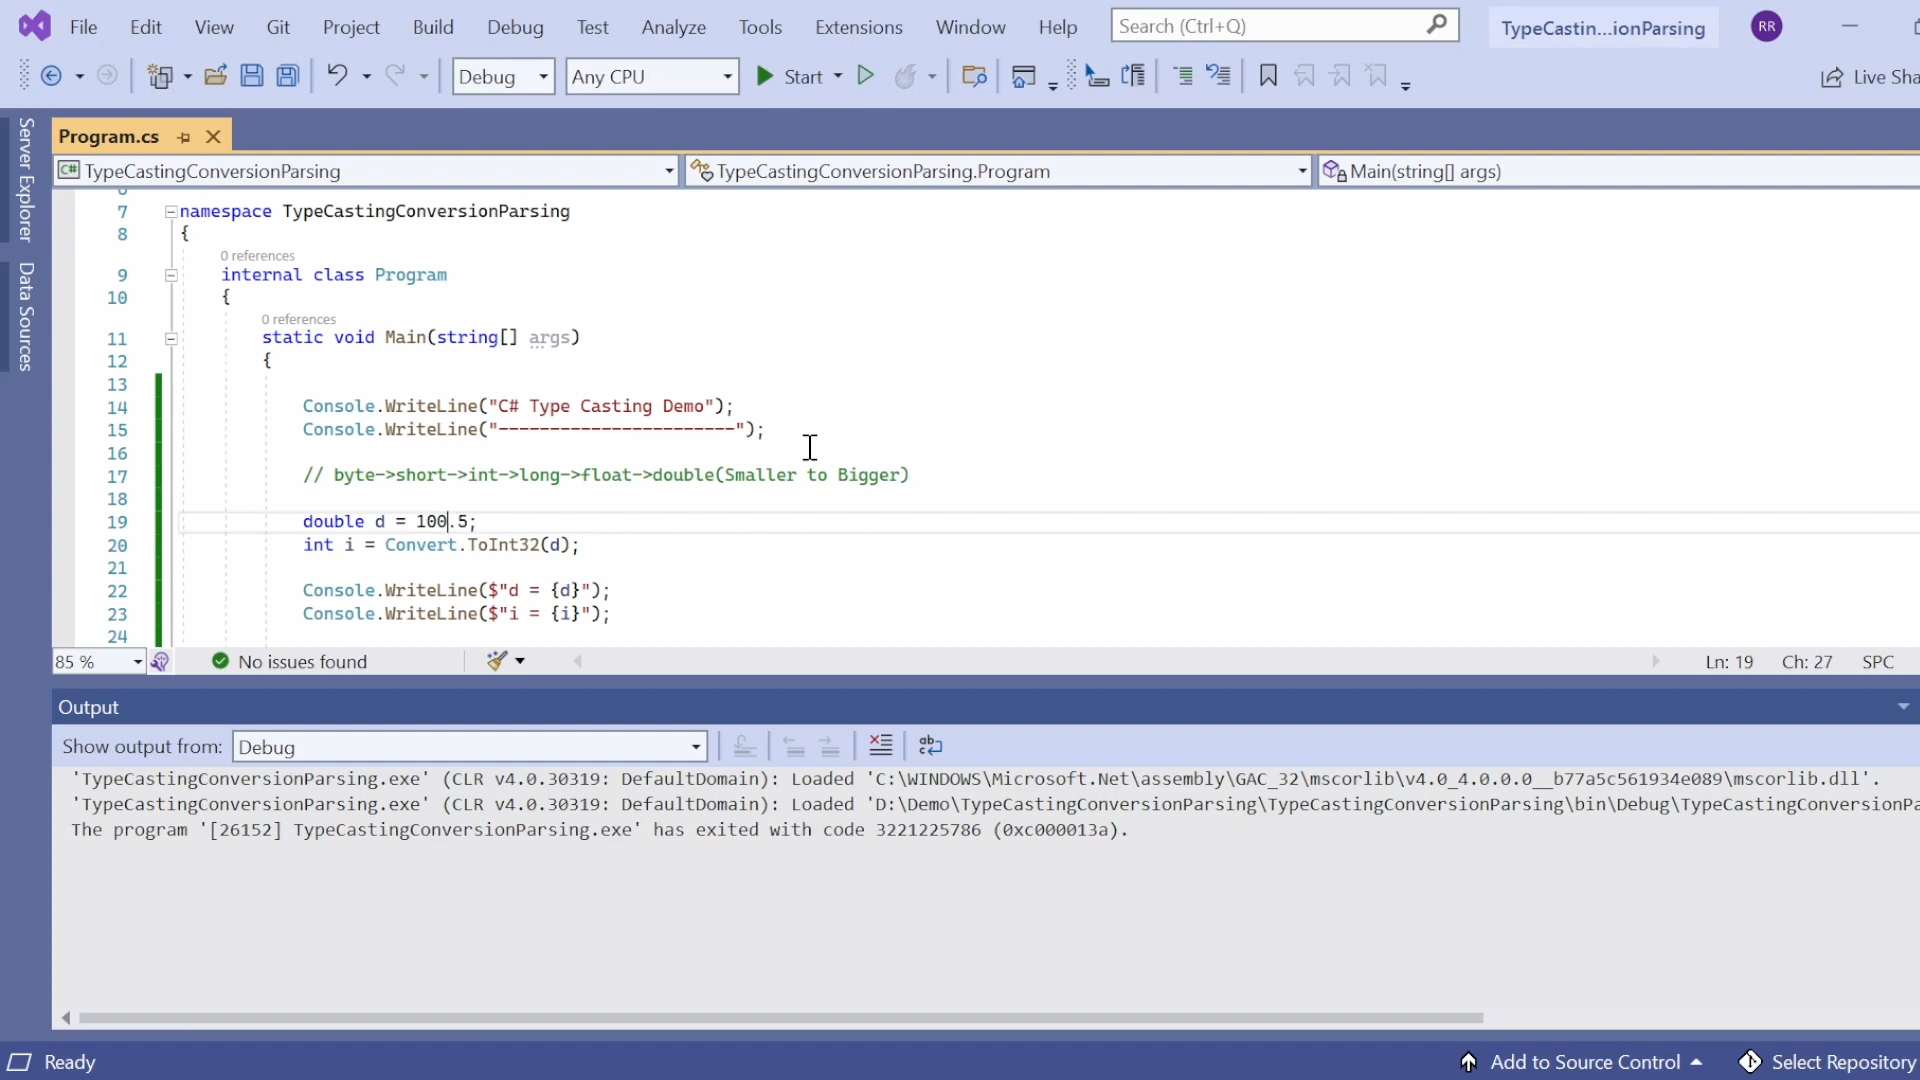 File Edit View Git Project Build Debug Test Analyze Tools Extensions Window Help Search (Ctrl+Q) TypeCastin...ionParsing RR
Debug Any CPU Start Live Sha
Server Explorer
Data Sources
Program.cs
C# TypeCastingConversionParsing TypeCastingConversionParsing.Program Main(string[] args)
7 namespace TypeCastingConversionParsing
8 {
0 references
9 internal class Program
10 {
0 references
11 static void Main(string[] args)
12 {
13
14 Console.WriteLine("C# Type Casting Demo");
15 Console.WriteLine("-----------------------");
16
17 // byte->short->int->long->float->double(Smaller to Bigger)
18
19 double d = 100.5;
20 int i = Convert.ToInt32(d);
21
22 Console.WriteLine($"d = {d}");
23 Console.WriteLine($"i = {i}");
24
85 % No issues found Ln: 19 Ch: 27 SPC
Output
Show output from: Debug
'TypeCastingConversionParsing.exe' (CLR v4.0.30319: DefaultDomain): Loaded 'C:\WINDOWS\Microsoft.Net\assembly\GAC_32\mscorlib\v4.0_4.0.0.0__b77a5c561934e089\mscorlib.dll'.
'TypeCastingConversionParsing.exe' (CLR v4.0.30319: DefaultDomain): Loaded 'D:\Demo\TypeCastingConversionParsing\TypeCastingConversionParsing\bin\Debug\TypeCastingConversionPa
The program '[26152] TypeCastingConversionParsing.exe' has exited with code 3221225786 (0xc000013a).
Ready Add to Source Control Select Repository